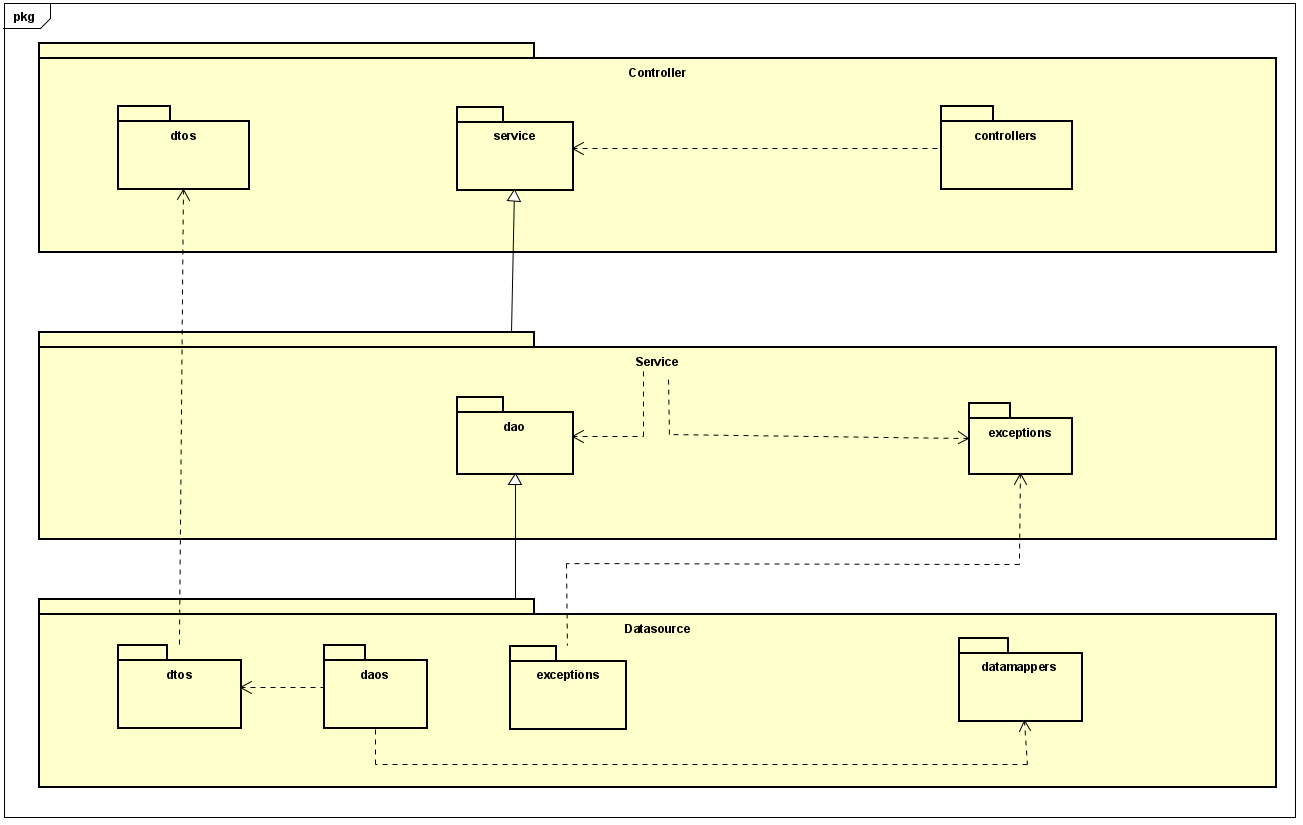 pkg
Controller
dtos
service
controllers
Service
dao
exceptions
Datasource
dtos
daos
exceptions
datamappers